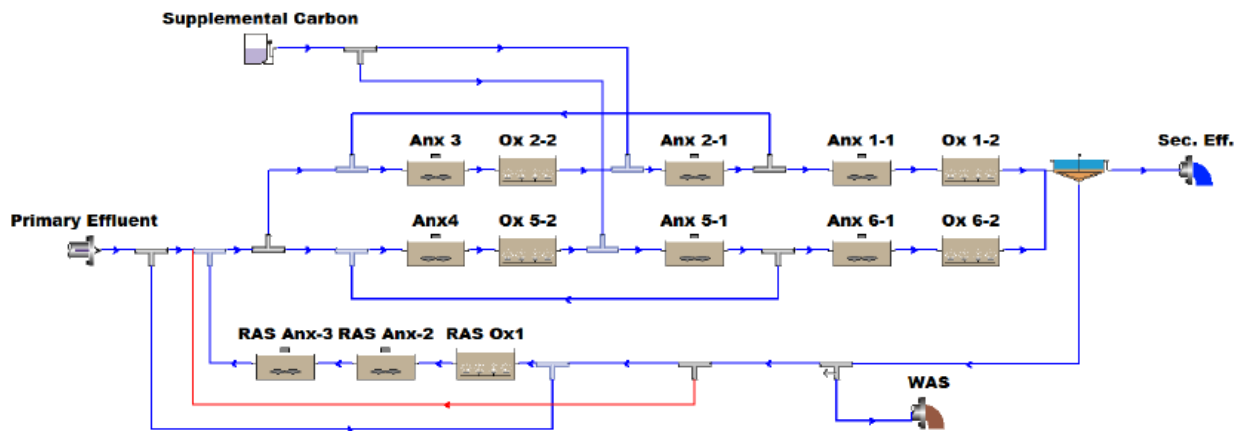 Supplemental Carbon
Anx 3
Ox 2-2
Anx 2-1
Anx 1-1
Ox 1-2
Sec. Eff.
Primary Effluent
Anx4
Ox 5-2
Anx 5-1
Anx 6-1
Ox 6-2
RAS Anx-3
RAS Anx-2
RAS Ox1
WAS